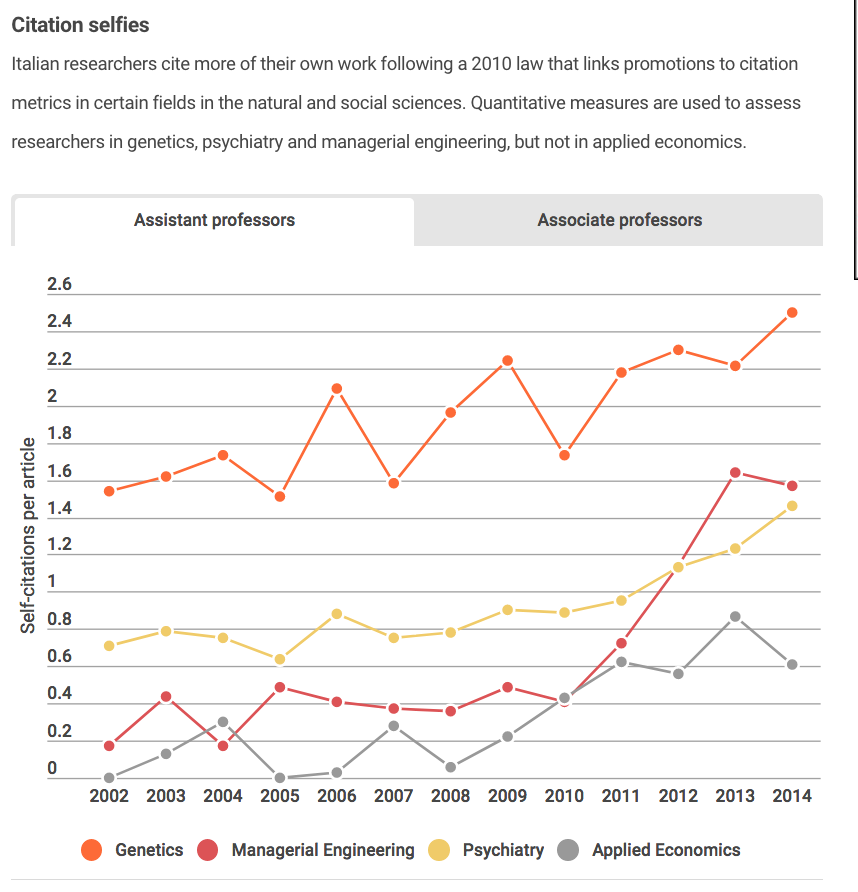 Citation selfies
Italian researchers cite more of their own work following a 2010 law that links promotions to citation
metrics in certain fields in the natural and social sciences. Quantitative measures are used to assess
researchers in genetics, psychiatry and managerial engineering, but not in applied economics.
Assistant professors
Associate professors
Self-citations per article
2.6
2.4
2.2
2
1.8
1.6
1.4
1.2
1
0.8
0.6
0.4
0.2
0
2002 2003 2004 2005 2006 2007 2008 2009 2010 2011 2012 2013 2014
Genetics Managerial Engineering Psychiatry Applied Economics